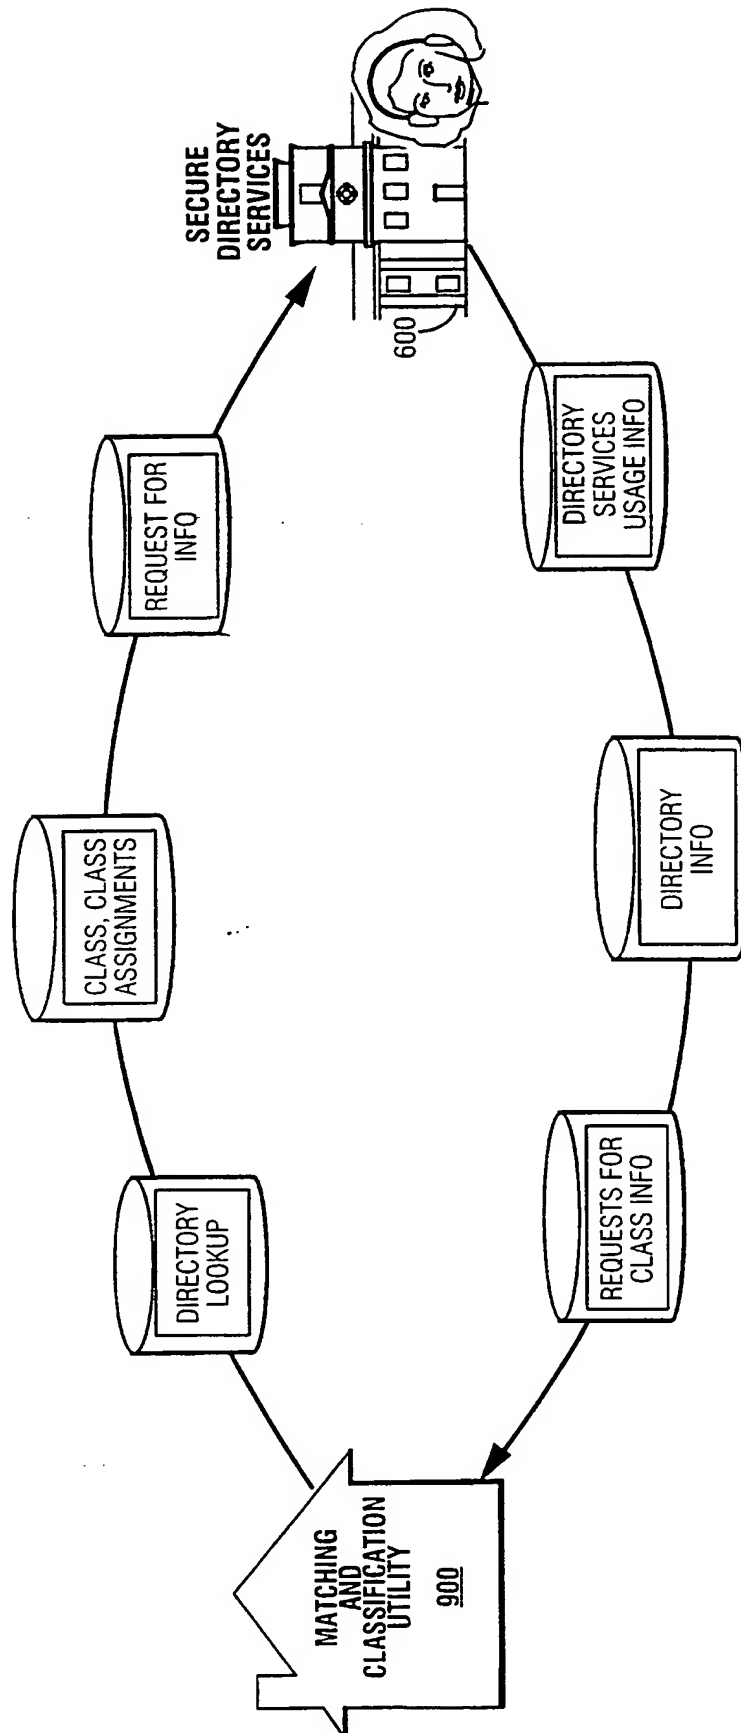 SECURE
DIRECTORY
SERVICES
600
REQUEST FOR
INFO
CLASS, CLASS
ASSIGNMENTS
DIRECTORY
LOOKUP
MATCHING
AND
CLASSIFICATION
UTILITY
900
REQUESTS FOR
CLASS INFO
DIRECTORY
INFO
DIRECTORY
SERVICES
USAGE INFO